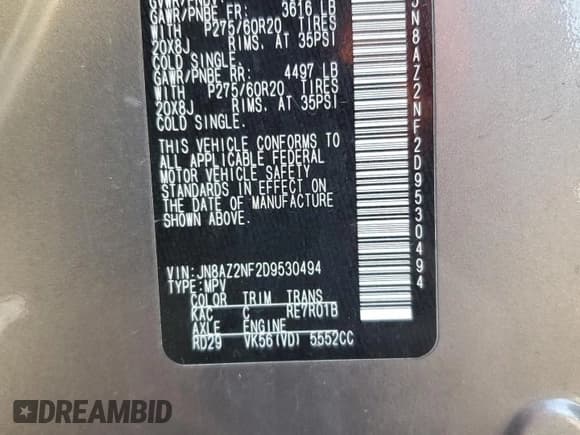 GVWR/PNBV
GAWR/PNBE FR: 3616 LB
WITH P275/60R20 TIRES
20X8J RIMS. AT 35PSI
COLD SINGLE.
GAWR/PNBE RR: 4497 LB
WITH P275/60R20 TIRES
20X8J RIMS. AT 35PSI
COLD SINGLE.
THIS VEHICLE CONFORMS TO
ALL APPLICABLE FEDERAL
MOTOR VEHICLE SAFETY
STANDARDS IN EFFECT ON
THE DATE OF MANUFACTURE
SHOWN ABOVE.
VIN:JN8AZ2NF2D9530494
TYPE:MPV
COLOR TRIM TRANS
KAC C RE7R01B
AXLE ENGINE
RD29 VK56(VD) 5552CC
JN8AZ2NF2D9530494
DREAMBID